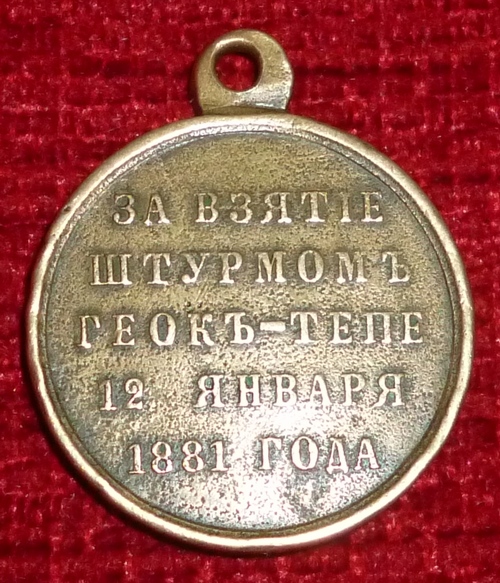 ЗА ВЗЯТІЕ
ШТУРМОМЪ
ГЕОКЪ-ТЕПЕ
12 ЯНВАРЯ
1881 ГОДА